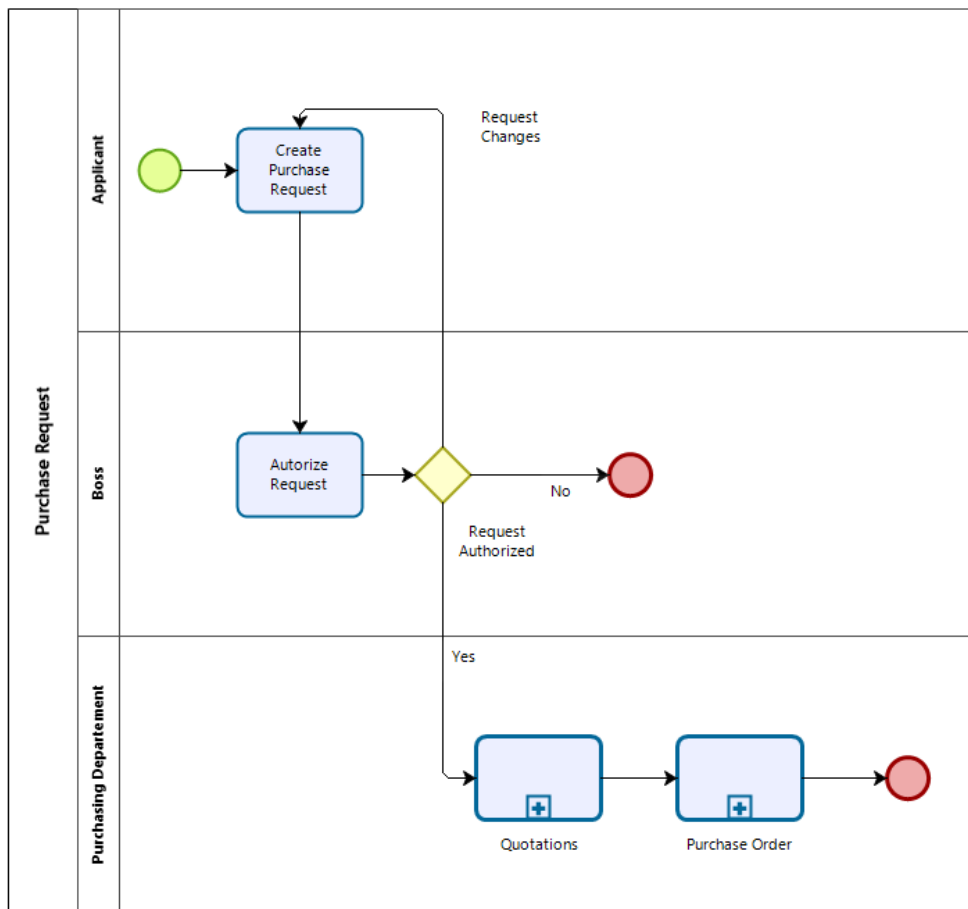 Purchase Request
Applicant
Request
Changes
Create
Purchase
Request
Boss
Autorize
Request
No
Request
Authorized
Purchasing Departement
Yes
Quotations
Purchase Order